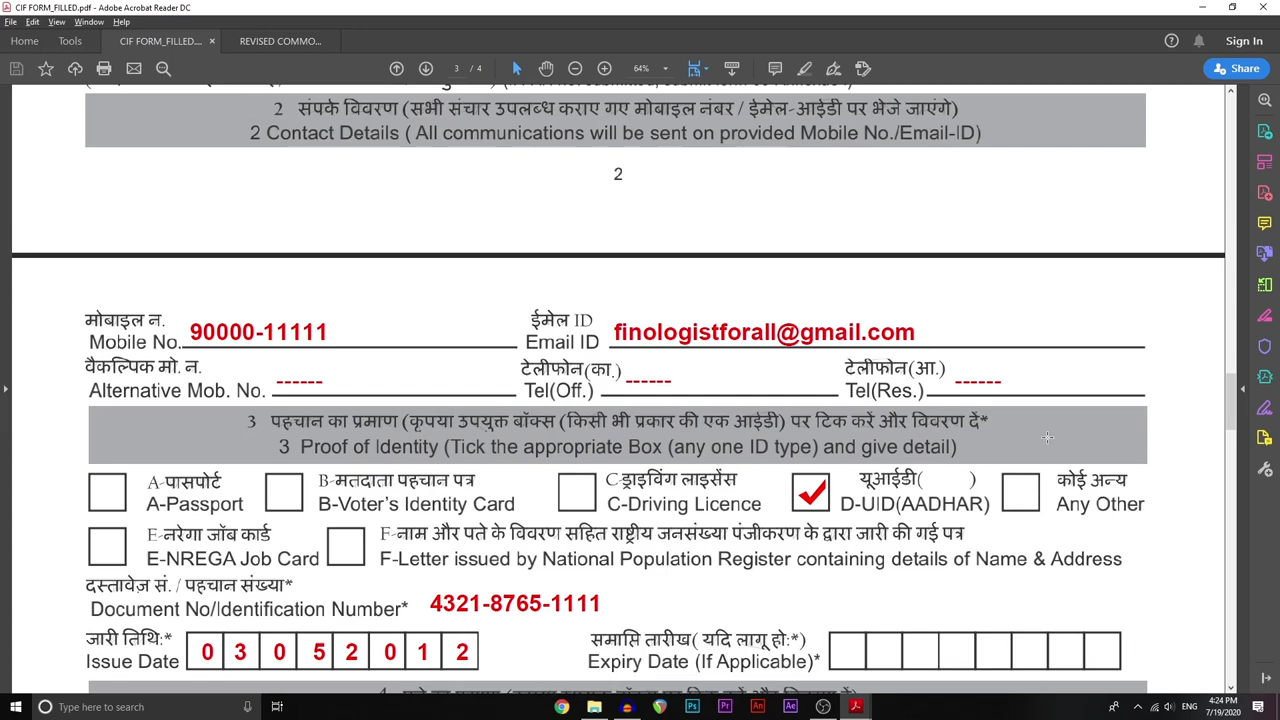 CIF FORM_FILLED.pdf - Adobe Acrobat Reader DC
File Edit View Window Help
Home Tools CIF FORM_FILLED.... × REVISED COMMO... Sign In
3 / 4 64% Share
2 संपर्क विवरण (सभी संचार उपलब्ध कराए गए मोबाइल नंबर / ईमेल-आईडी पर भेजे जाएंगे)
2 Contact Details ( All communications will be sent on provided Mobile No./Email-ID)
2
मोबाइल न. ईमेल ID
Mobile No. 90000-11111 Email ID finologistforall@gmail.com
वैकल्पिक मो. न. टेलीफोन(का.) टेलीफोन(आ.)
Alternative Mob. No. ------ Tel(Off.) ------ Tel(Res.) ------
3 पहचान का प्रमाण (कृपया उपयुक्त बॉक्स (किसी भी प्रकार की एक आईडी) पर टिक करें और विवरण दें*
3 Proof of Identity (Tick the appropriate Box (any one ID type) and give detail)
A-पासपोर्ट B-मतदाता पहचान पत्र C-ड्राइविंग लाइसेंस यूआईडी( ) कोई अन्य
A-Passport B-Voter's Identity Card C-Driving Licence D-UID(AADHAR) Any Other
E-नरेगा जॉब कार्ड F-नाम और पते के विवरण सहित राष्ट्रीय जनसंख्या पंजीकरण के द्वारा जारी की गई पत्र
E-NREGA Job Card F-Letter issued by National Population Register containing details of Name & Address
दस्तावेज़ सं. / पहचान संख्या*
Document No/Identification Number* 4321-8765-1111
जारी तिथि:* समाप्ति तारीख( यदि लागू हो:*)
Issue Date 0 3 0 5 2 0 1 2 Expiry Date (If Applicable)*
Type here to search ENG 4:24 PM
7/19/2020